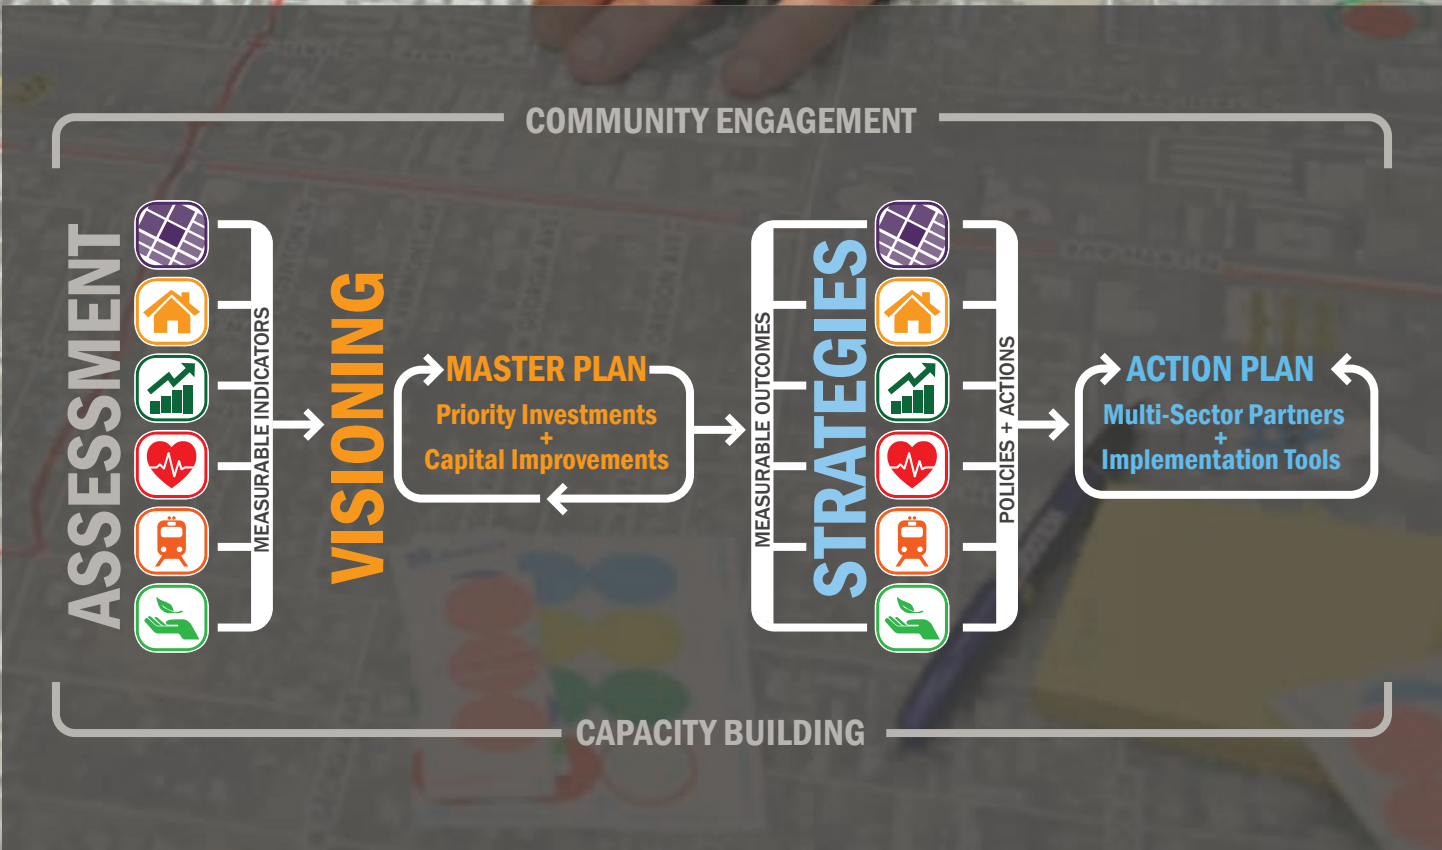 COMMUNITY ENGAGEMENT
ASSESSMENT
MEASURABLE INDICATORS
VISIONING
MASTER PLAN
Priority Investments
+
Capital Improvements
MEASURABLE OUTCOMES
STRATEGIES
POLICIES + ACTIONS
ACTION PLAN
Multi-Sector Partners
+
Implementation Tools
CAPACITY BUILDING